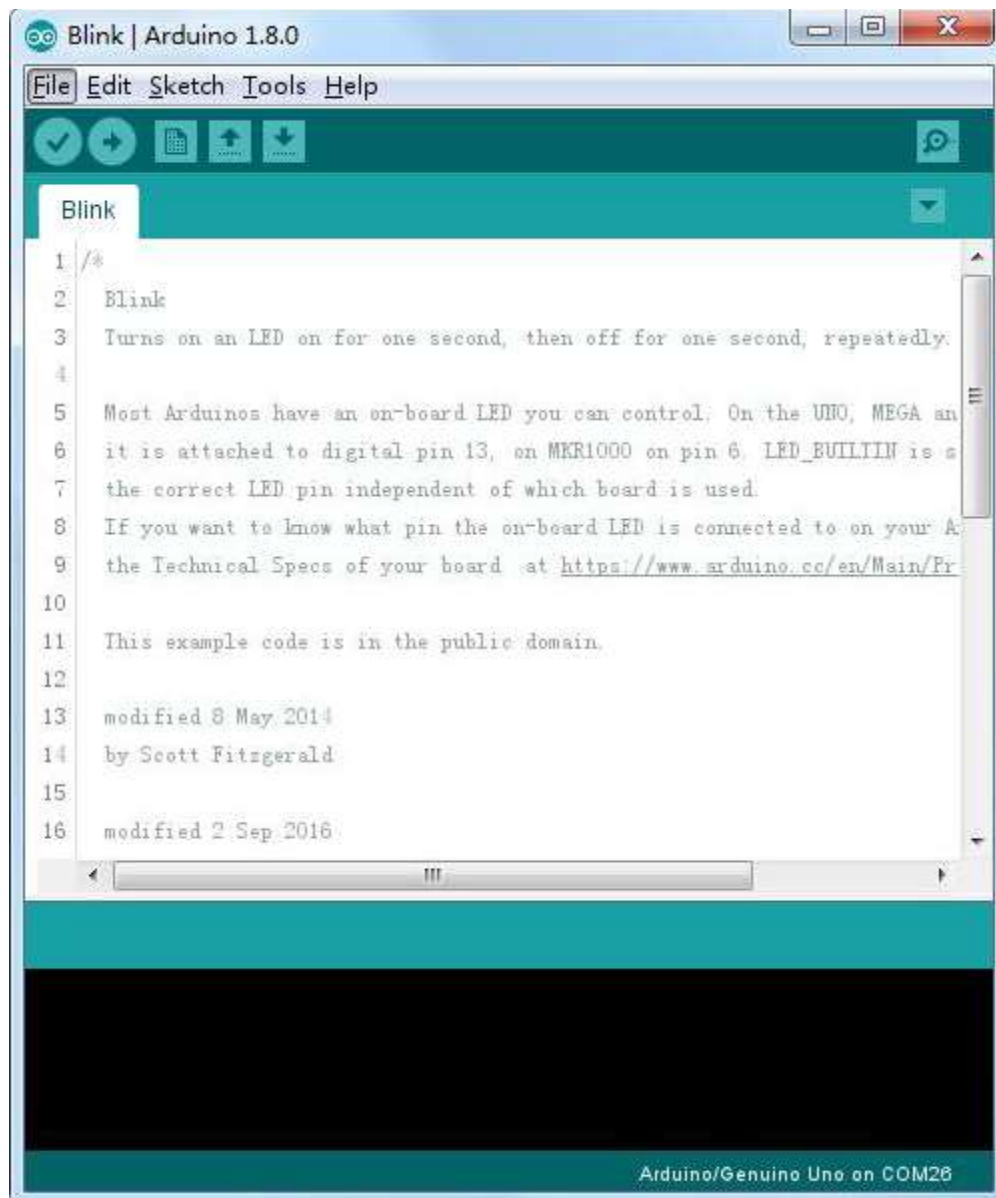 Blink | Arduino 1.8.0
File Edit Sketch Tools Help
Blink
1 /*
2 Blink
3 Turns on an LED on for one second, then off for one second, repeatedly.
4
5 Most Arduinos have an on-board LED you can control. On the UNO, MEGA an
6 it is attached to digital pin 13, on MKR1000 on pin 6. LED_BUILTIN is s
7 the correct LED pin independent of which board is used.
8 If you want to know what pin the on-board LED is connected to on your A
9 the Technical Specs of your board at https://www.arduino.cc/en/Main/Pr
10
11 This example code is in the public domain.
12
13 modified 8 May 2014
14 by Scott Fitzgerald
15
16 modified 2 Sep 2016
Arduino/Genuino Uno on COM26